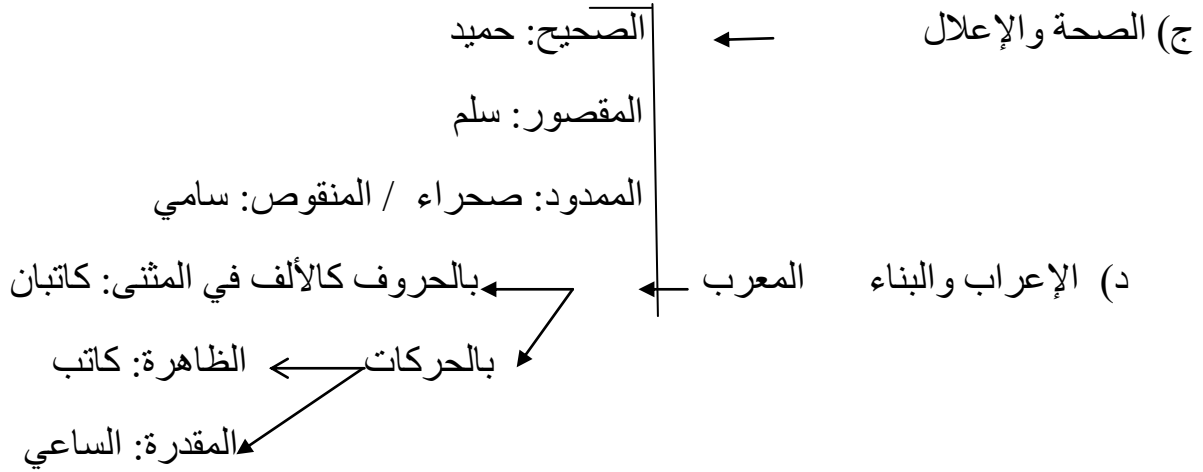 ج) الصحة والإعلال الصحيح: حميد
المقصور: سلم
الممدود: صحراء / المنقوص: سامي
د) الإعراب والبناء المعرب بالحروف كالألف في المثنى: كاتبان
بالحركات الظاهرة: كاتب
المقدرة: الساعي